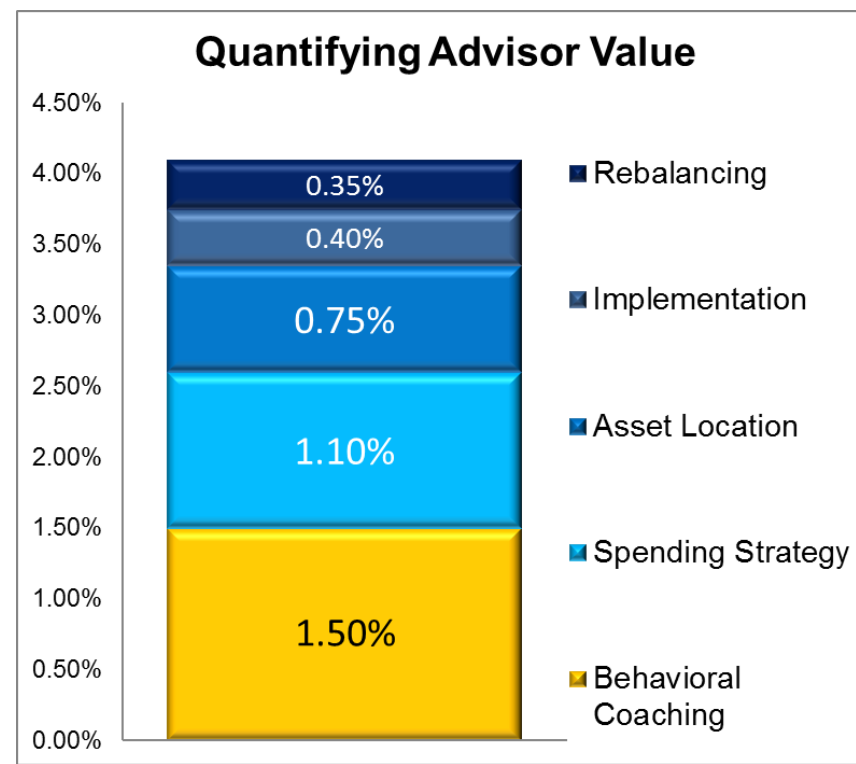 Quantifying Advisor Value
4.50%
4.00%
3.50%
3.00%
2.50%
2.00%
1.50%
1.00%
0.50%
0.00%
0.35%
0.40%
0.75%
1.10%
1.50%
Rebalancing
Implementation
Asset Location
Spending Strategy
Behavioral
Coaching